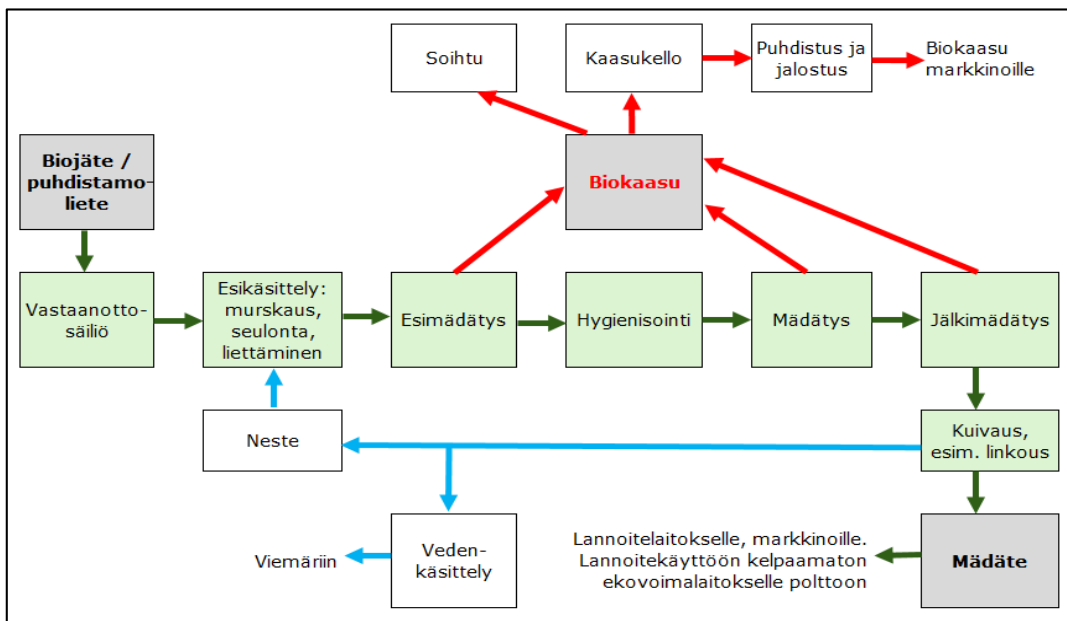 Soihtu
Kaasukello
Puhdistus ja
jalostus
Biokaasu
markkinoille
Biojäte /
puhdistamo-
liete
Biokaasu
Vastaanotto-
säiliö
Esikäsittely:
murskaus,
seulonta,
liettäminen
Esimädätys
Hygienisointi
Mädätys
Jälkimädätys
Neste
Kuivaus,
esim. linkous
Viemäriin
Veden-
käsittely
Lannoitelaitokselle, markkinoille.
Lannoitekäyttöön kelpaamaton
ekovoimalaitokselle polttoon
Mädäte